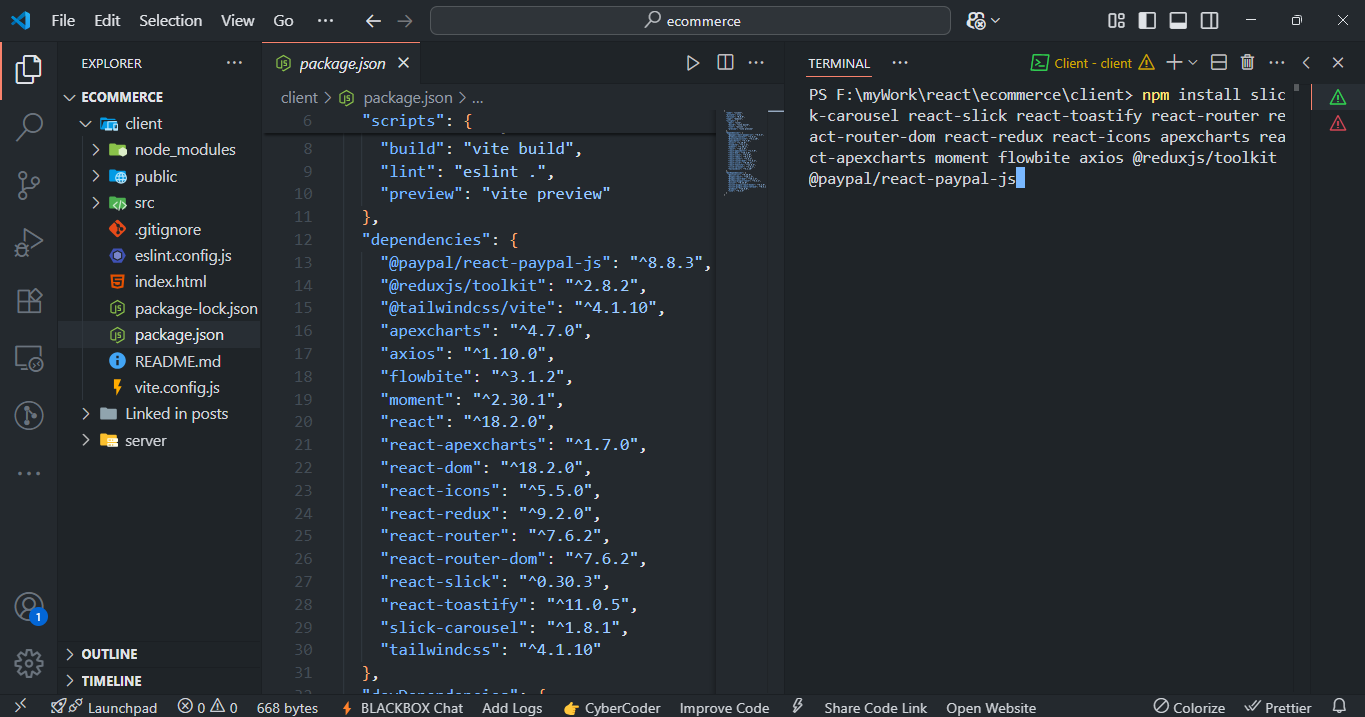 File Edit Selection View Go ··· ecommerce
EXPLORER ···
ECOMMERCE
client
node_modules
public
src
.gitignore
eslint.config.js
index.html
package-lock.json
package.json
README.md
vite.config.js
Linked in posts
server
OUTLINE
TIMELINE
1
package.json
client > package.json > ...
6 "scripts": {
8 "build": "vite build",
9 "lint": "eslint .",
10 "preview": "vite preview"
11 },
12 "dependencies": {
13 "@paypal/react-paypal-js": "^8.8.3",
14 "@reduxjs/toolkit": "^2.8.2",
15 "@tailwindcss/vite": "^4.1.10",
16 "apexcharts": "^4.7.0",
17 "axios": "^1.10.0",
18 "flowbite": "^3.1.2",
19 "moment": "^2.30.1",
20 "react": "^18.2.0",
21 "react-apexcharts": "^1.7.0",
22 "react-dom": "^18.2.0",
23 "react-icons": "^5.5.0",
24 "react-redux": "^9.2.0",
25 "react-router": "^7.6.2",
26 "react-router-dom": "^7.6.2",
27 "react-slick": "^0.30.3",
28 "react-toastify": "^11.0.5",
29 "slick-carousel": "^1.8.1",
30 "tailwindcss": "^4.1.10"
31 },
32 "devDependencies": {
TERMINAL ··· Client - client
PS F:\myWork\react\ecommerce\client> npm install slic
k-carousel react-slick react-toastify react-router re
act-router-dom react-redux react-icons apexcharts rea
ct-apexcharts moment flowbite axios @reduxjs/toolkit
@paypal/react-paypal-js
Launchpad 0 0 668 bytes BLACKBOX Chat Add Logs CyberCoder Improve Code Share Code Link Open Website Colorize Prettier